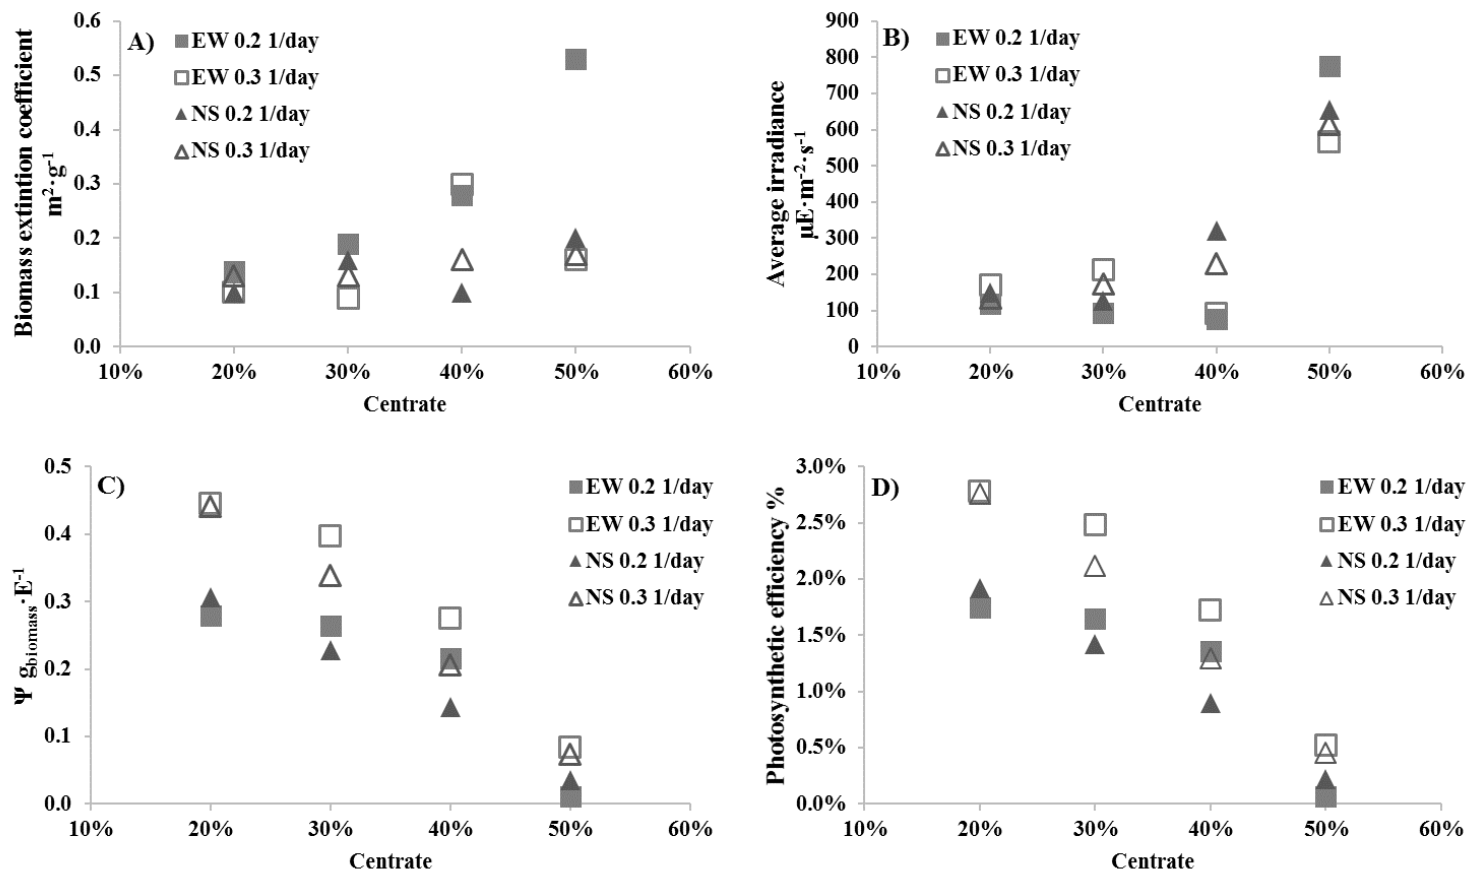 A)
EW 0.2 1/day
EW 0.3 1/day
NS 0.2 1/day
NS 0.3 1/day
Biomass extintion coefficient
m²·g⁻¹
0.6
0.5
0.4
0.3
0.2
0.1
0.0
10% 20% 30% 40% 50% 60%
Centrate
B)
EW 0.2 1/day
EW 0.3 1/day
NS 0.2 1/day
NS 0.3 1/day
Average irradiance
µE·m⁻²·s⁻¹
900
800
700
600
500
400
300
200
100
0
10% 20% 30% 40% 50% 60%
Centrate
C)
EW 0.2 1/day
EW 0.3 1/day
NS 0.2 1/day
NS 0.3 1/day
Ψ g_biomass·E⁻¹
0.5
0.4
0.3
0.2
0.1
0.0
10% 20% 30% 40% 50% 60%
Centrate
D)
EW 0.2 1/day
EW 0.3 1/day
NS 0.2 1/day
NS 0.3 1/day
Photosynthetic efficiency %
3.0%
2.5%
2.0%
1.5%
1.0%
0.5%
0.0%
10% 20% 30% 40% 50% 60%
Centrate